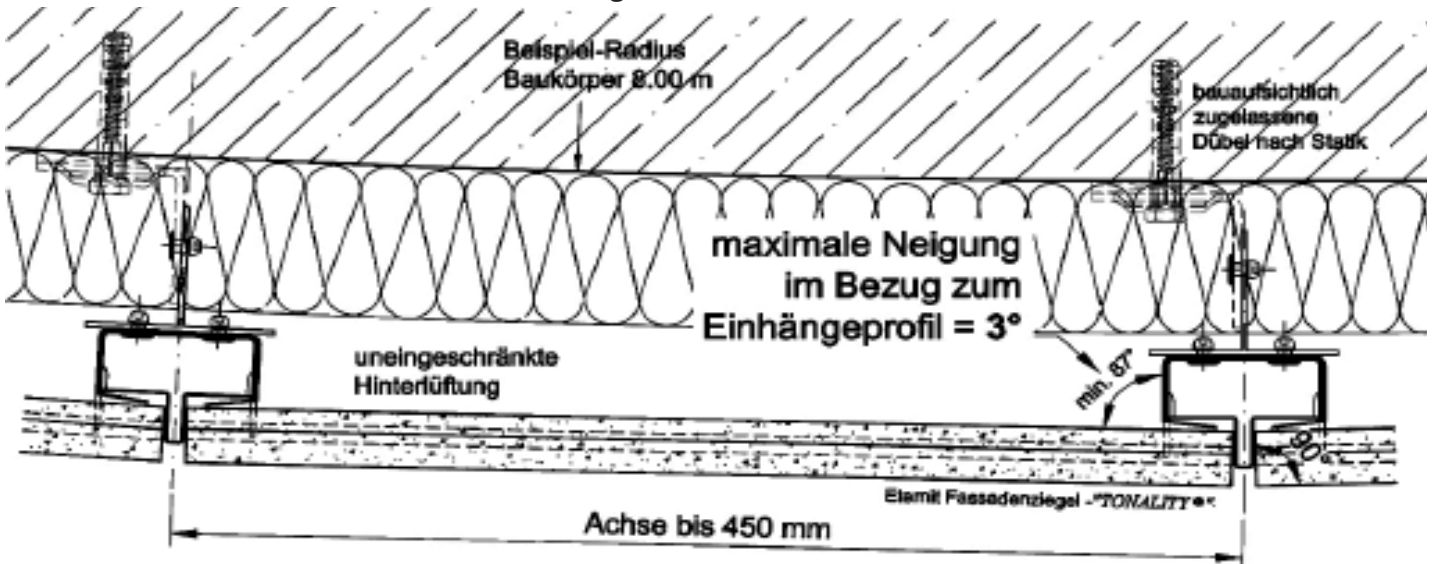 Beispiel-Radius
Baukörper 8.00 m
bauaufsichtlich
zugelassene
Dübel nach Statik
maximale Neigung
im Bezug zum
Einhängeprofil = 3°
uneingeschränkte
Hinterlüftung
min. 87°
90°
Etemit Fassadenziegel -"TONALITY®"
Achse bis 450 mm